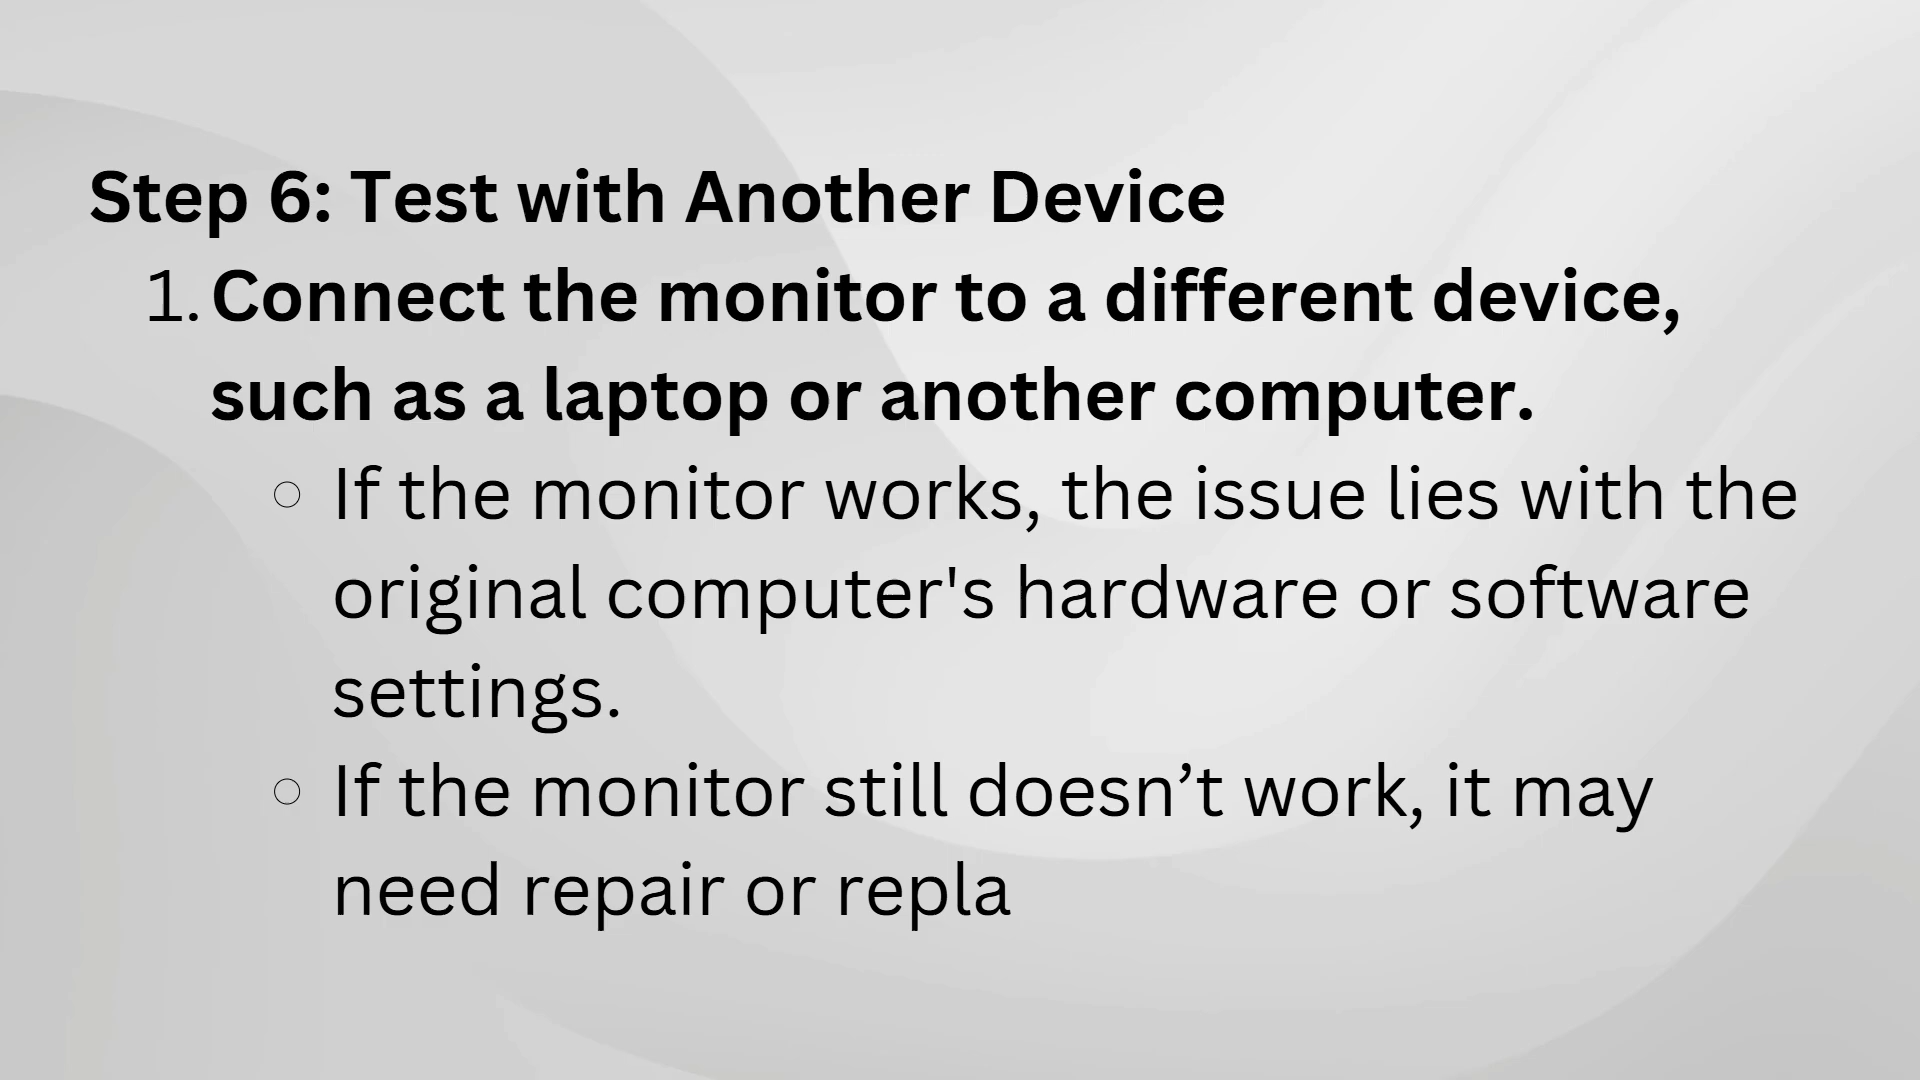 Step 6: Test with Another Device
1. Connect the monitor to a different device,
such as a laptop or another computer.
○ If the monitor works, the issue lies with the
original computer's hardware or software
settings.
○ If the monitor still doesn’t work, it may
need repair or repla